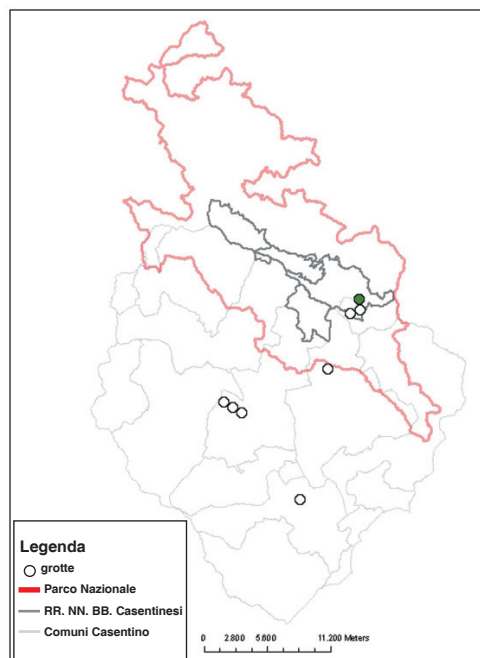 Legenda
grotte
Parco Nazionale
RR. NN. BB. Casentinesi
Comuni Casentino
0 2.800 5.600 11.200 Meters